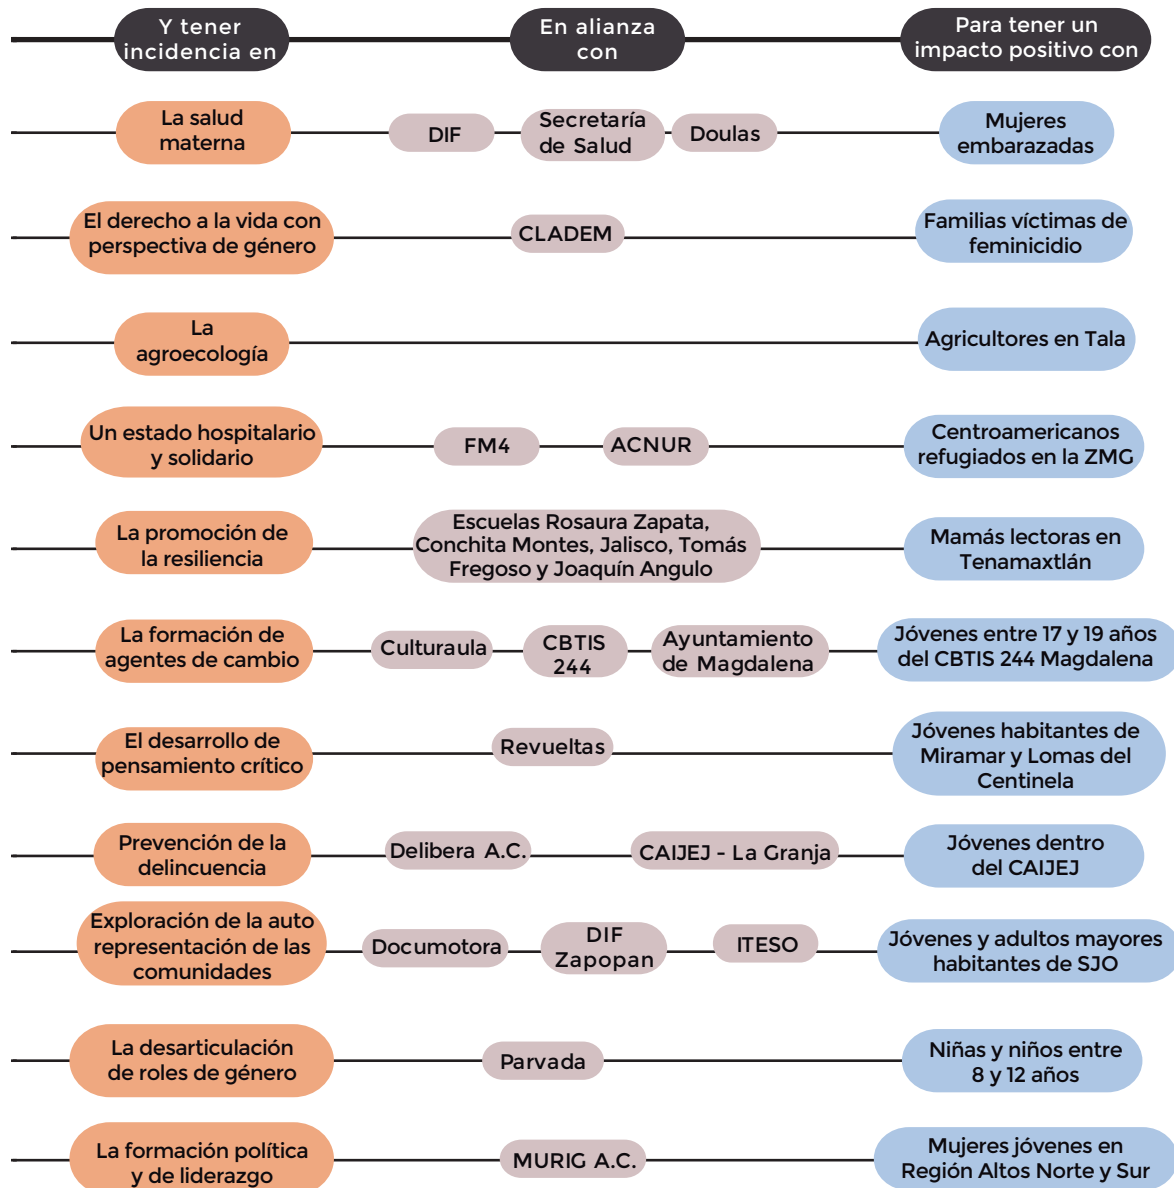 Y tener
incidencia en
En alianza
con
Para tener un
impacto positivo con
La salud
materna
DIF
Secretaría
de Salud
Doulas
Mujeres
embarazadas
El derecho a la vida con
perspectiva de género
CLADEM
Familias víctimas de
feminicidio
La
agroecología
Agricultores en Tala
Un estado hospitalario
y solidario
FM4
ACNUR
Centroamericanos
refugiados en la ZMG
La promoción de
la resiliencia
Escuelas Rosaura Zapata,
Conchita Montes, Jalisco, Tomás
Fregoso y Joaquín Angulo
Mamás lectoras en
Tenamaxtlán
La formación de
agentes de cambio
Culturaula
CBTIS
244
Ayuntamiento
de Magdalena
Jóvenes entre 17 y 19 años
del CBTIS 244 Magdalena
El desarrollo de
pensamiento crítico
Revueltas
Jóvenes habitantes de
Miramar y Lomas del
Centinela
Prevención de la
delincuencia
Delibera A.C.
CAIJEJ - La Granja
Jóvenes dentro
del CAIJEJ
Exploración de la auto
representación de las
comunidades
Documotora
DIF
Zapopan
ITESO
Jóvenes y adultos mayores
habitantes de SJO
La desarticulación
de roles de género
Parvada
Niñas y niños entre
8 y 12 años
La formación política
y de liderazgo
MURIG A.C.
Mujeres jóvenes en
Región Altos Norte y Sur